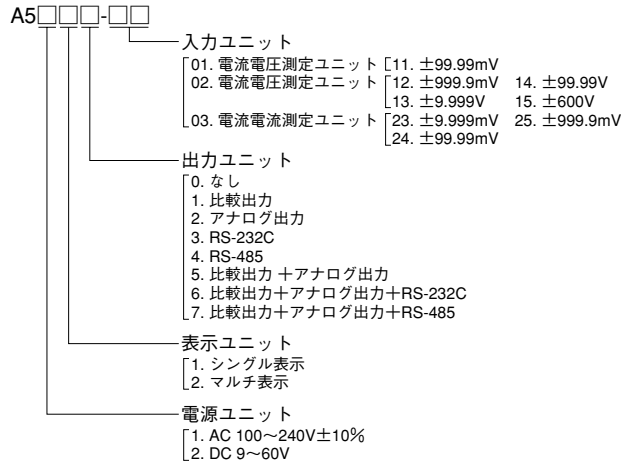 A5□□□-□□
入力ユニット
01. 電流電圧測定ユニット 11. ±99.99mV
02. 電流電圧測定ユニット 12. ±999.9mV 14. ±99.99V
13. ±9.999V 15. ±600V
03. 電流電流測定ユニット 23. ±9.999mV 25. ±999.9mV
24. ±99.99mV
出力ユニット
0. なし
1. 比較出力
2. アナログ出力
3. RS-232C
4. RS-485
5. 比較出力 ＋アナログ出力
6. 比較出力＋アナログ出力＋RS-232C
7. 比較出力＋アナログ出力＋RS-485
表示ユニット
1. シングル表示
2. マルチ表示
電源ユニット
1. AC 100～240V±10%
2. DC 9～60V